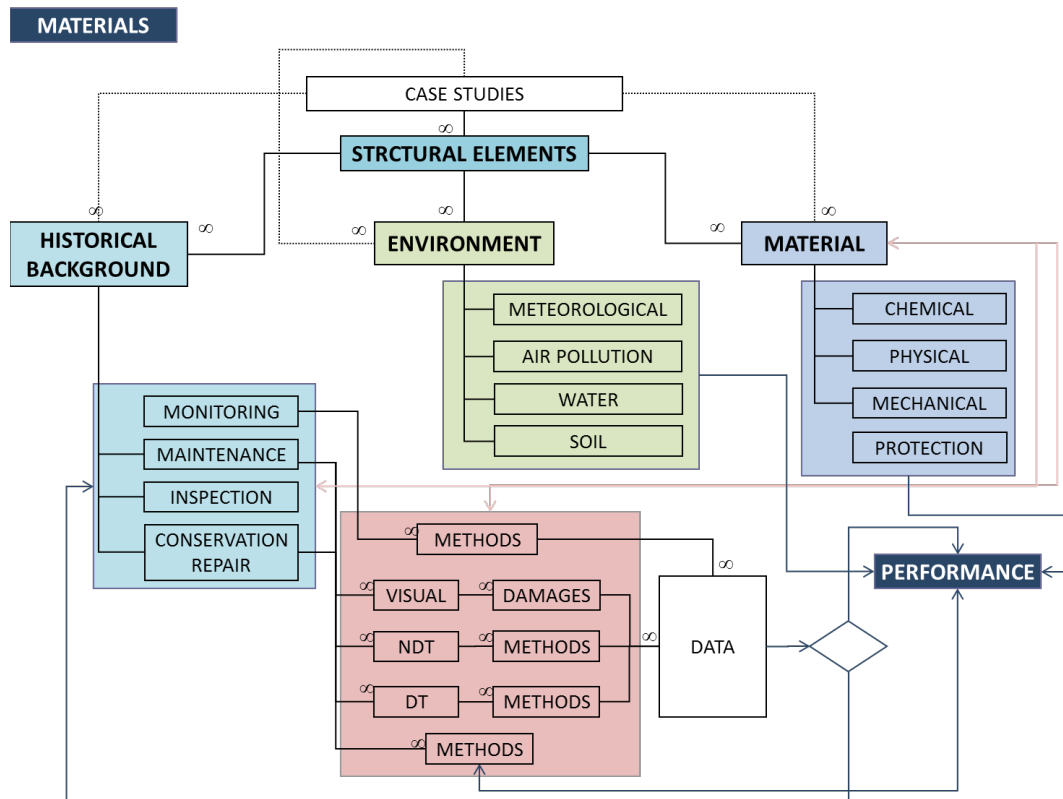 MATERIALS
CASE STUDIES
∞
STRCTURAL ELEMENTS
∞
∞
∞
∞
∞
∞
HISTORICAL
BACKGROUND
ENVIRONMENT
MATERIAL
METEOROLOGICAL
AIR POLLUTION
WATER
SOIL
CHEMICAL
PHYSICAL
MECHANICAL
PROTECTION
MONITORING
MAINTENANCE
INSPECTION
CONSERVATION
REPAIR
∞
METHODS
∞
∞
VISUAL
∞
DAMAGES
∞
NDT
∞
METHODS
∞
∞
DT
∞
METHODS
∞
METHODS
DATA
PERFORMANCE